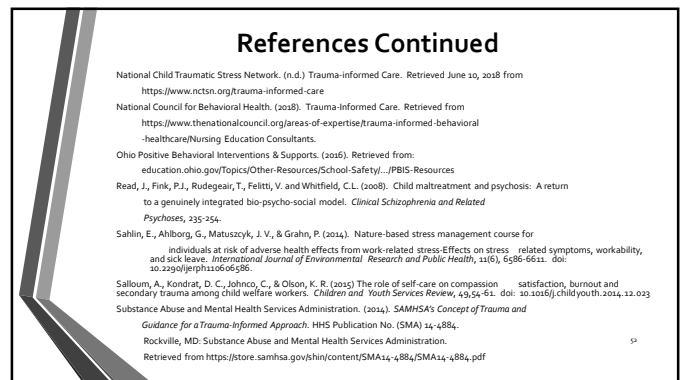 References Continued
National Child Traumatic Stress Network. (n.d.) Trauma-informed Care. Retrieved June 10, 2018 from
https://www.nctsn.org/trauma-informed-care
National Council for Behavioral Health. (2018). Trauma-Informed Care. Retrieved from
https://www.thenationalcouncil.org/areas-of-expertise/trauma-informed-behavioral
-healthcare/Nursing Education Consultants.
Ohio Positive Behavioral Interventions & Supports. (2016). Retrieved from:
education.ohio.gov/Topics/Other-Resources/School-Safety/.../PBIS-Resources
Read, J., Fink, P.J., Rudegeair, T., Felitti, V. and Whitfield, C.L. (2008). Child maltreatment and psychosis: A return
to a genuinely integrated bio-psycho-social model. Clinical Schizophrenia and Related
Psychoses, 235-254.
Sahlin, E., Ahlborg, G., Matuszcyk, J. V., & Grahn, P. (2014). Nature-based stress management course for
individuals at risk of adverse health effects from work-related stress-Effects on stress related symptoms, workability,
and sick leave. International Journal of Environmental Research and Public Health, 11(6), 6586-6611. doi:
10.2290/ijerph110606586.
Salloum, A., Kondrat, D. C., Johnco, C., & Olson, K. R. (2015) The role of self-care on compassion satisfaction, burnout and
secondary trauma among child welfare workers. Children and Youth Services Review, 49,54-61. doi: 10.1016/j.childyouth.2014.12.023
Substance Abuse and Mental Health Services Administration. (2014). SAMHSA's Concept of Trauma and
Guidance for a Trauma-Informed Approach. HHS Publication No. (SMA) 14-4884.
Rockville, MD: Substance Abuse and Mental Health Services Administration.
52
Retrieved from https://store.samhsa.gov/shin/content/SMA14-4884/SMA14-4884.pdf